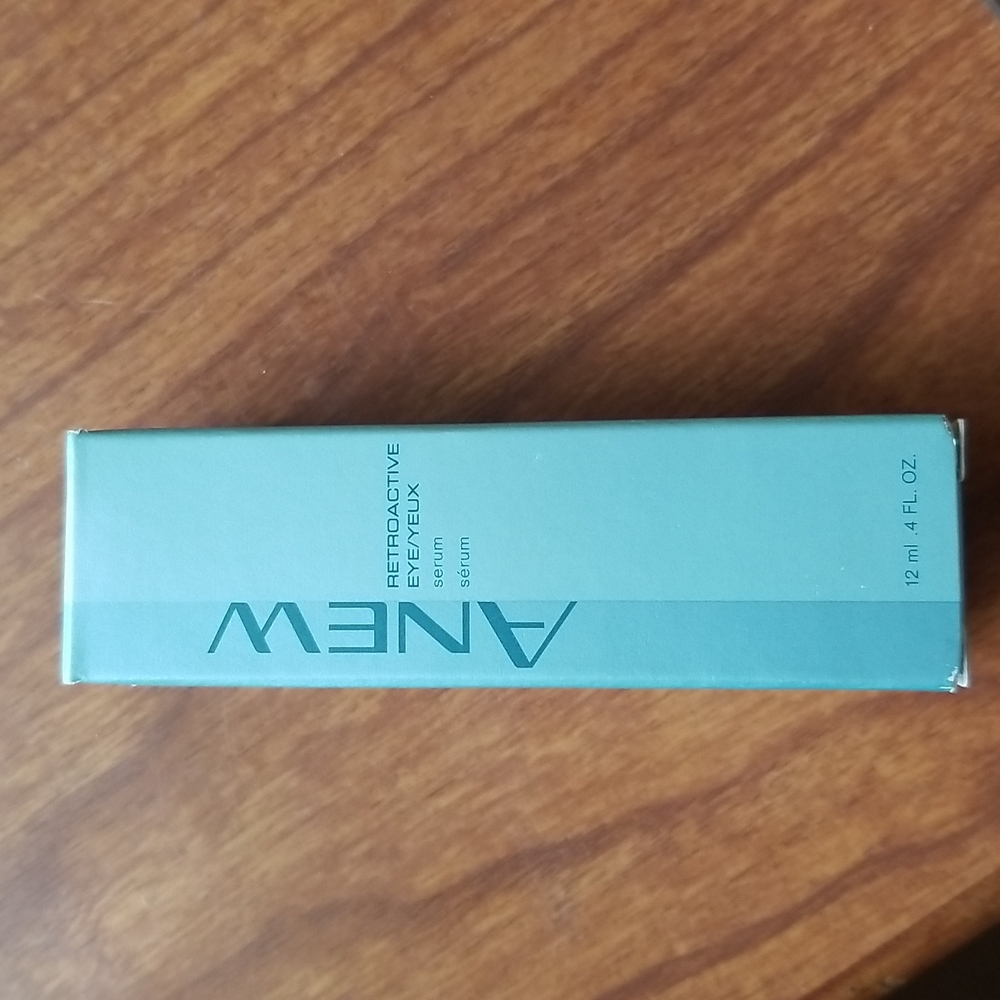 ANEW
RETROACTIVE
EYE/YEUX
serum
sérum
12 ml .4 FL. OZ.